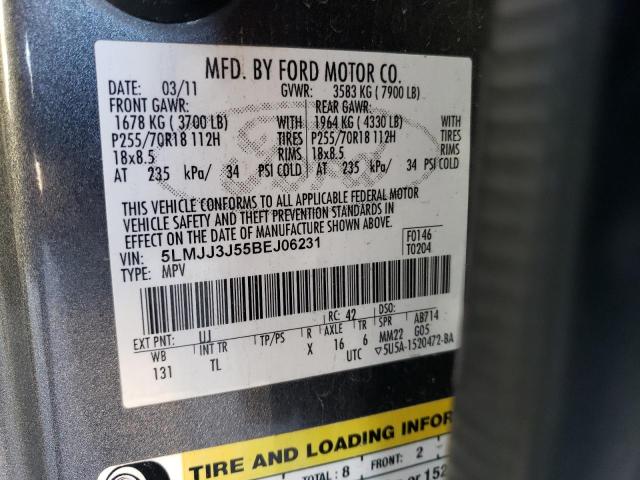 MFD. BY FORD MOTOR CO.
DATE: 03/11 GVWR: 3583 KG ( 7900 LB)
FRONT GAWR: REAR GAWR:
1678 KG ( 3700 LB) WITH 1964 KG ( 4330 LB) WITH
P255/70R18 112H TIRES P255/70R18 112H TIRES
18x8.5 RIMS 18x8.5 RIMS
AT 235 kPa/ 34 PSI COLD AT 235 kPa/ 34 PSI COLD
THIS VEHICLE CONFORMS TO ALL APPLICABLE FEDERAL MOTOR
VEHICLE SAFETY AND THEFT PREVENTION STANDARDS IN
EFFECT ON THE DATE OF MANUFACTURE SHOWN ABOVE.
VIN: 5LMJJ3J55BEJ06231 F0146
TYPE: MPV T0204
EXT PNT: UJ RC: 42 DSO:
WB INT TR TP/PS R AXLE TR SPR AB714
131 TL X 16 6 MM22 G05
UTC 5U5A-1520472-BA
TIRE AND LOADING INFOR
TOTAL: 8 FRONT: 2
or 152